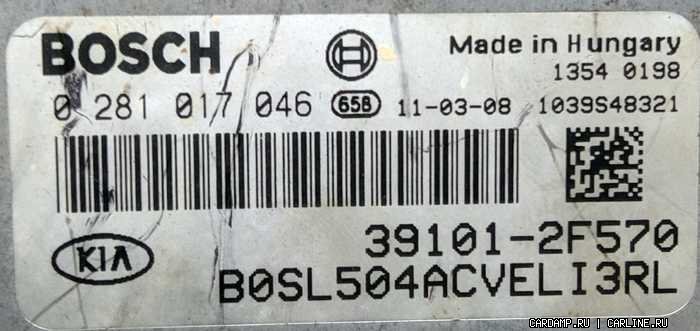 BOSCH
Made in Hungary
1354 0198
0 281 017 046 65B 11-03-08 1039S48321
KIA
39101-2F570
B0SL504ACVELI3RL
CARDAMP.RU / CARLINE.RU